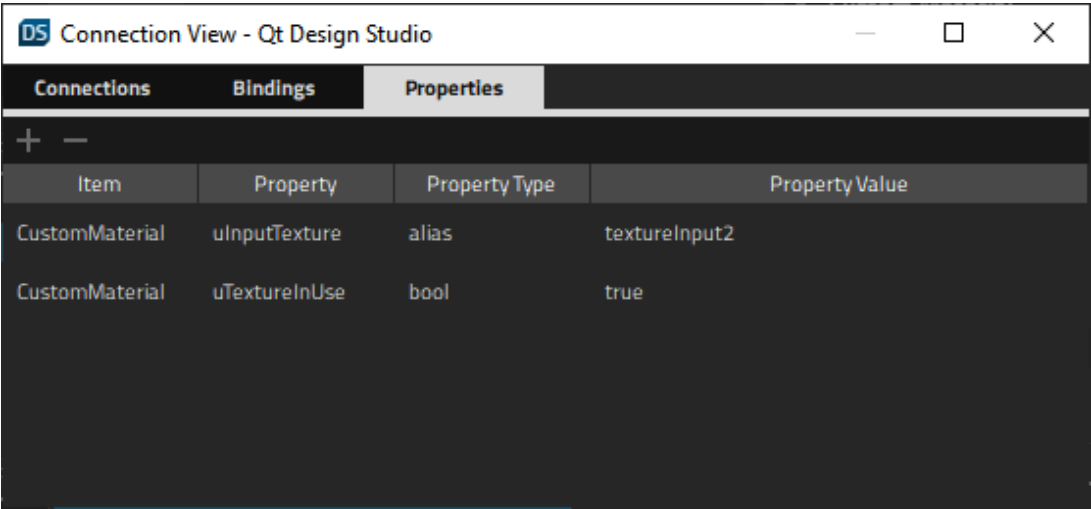 DS Connection View - Qt Design Studio
Connections Bindings Properties
Item Property Property Type Property Value
CustomMaterial uInputTexture alias textureInput2
CustomMaterial uTextureInUse bool true